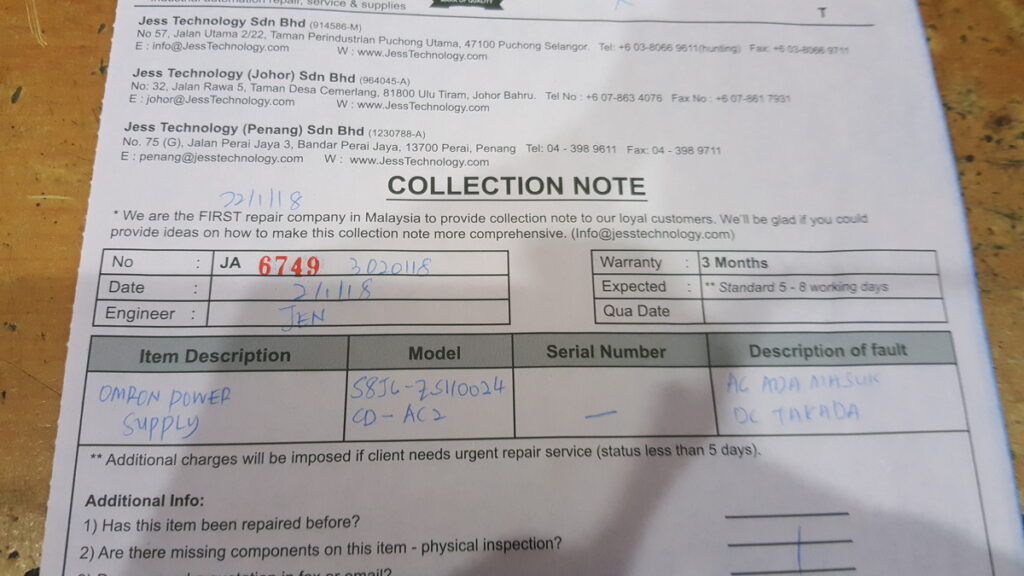 Industrial automation repair, service & supplies
T
Jess Technology Sdn Bhd (914586-M)
No 57, Jalan Utama 2/22, Taman Perindustrian Puchong Utama, 47100 Puchong Selangor. Tel: +6 03-8066 9611(hunting) Fax: +6 03-8066 9711
E : info@JessTechnology.com W : www.JessTechnology.com
Jess Technology (Johor) Sdn Bhd (964045-A)
No: 32, Jalan Rawa 5, Taman Desa Cemerlang, 81800 Ulu Tiram, Johor Bahru. Tel No : +6 07-863 4076 Fax No : +6 07-861 7931
E : johor@JessTechnology.com W : www.JessTechnology.com
Jess Technology (Penang) Sdn Bhd (1230788-A)
No. 75 (G), Jalan Perai Jaya 3, Bandar Perai Jaya, 13700 Perai, Penang Tel: 04 - 398 9611 Fax: 04 - 398 9711
E : penang@jesstechnology.com W : www.JessTechnology.com
COLLECTION NOTE
22/1/18
* We are the FIRST repair company in Malaysia to provide collection note to our loyal customers. We'll be glad if you could
provide ideas on how to make this collection note more comprehensive. (Info@jesstechnology.com)
No : JA 6749 3020118
Date : 2/1/18
Engineer : JEN
Warranty : 3 Months
Expected : ** Standard 5 - 8 working days
Qua Date
Item Description Model Serial Number Description of fault
OMRON POWER S8JC-ZS10024 AC ADA MASUK
SUPPLY CD-AC2 — DC TAKADA
** Additional charges will be imposed if client needs urgent repair service (status less than 5 days).
Additional Info:
1) Has this item been repaired before?
2) Are there missing components on this item - physical inspection?